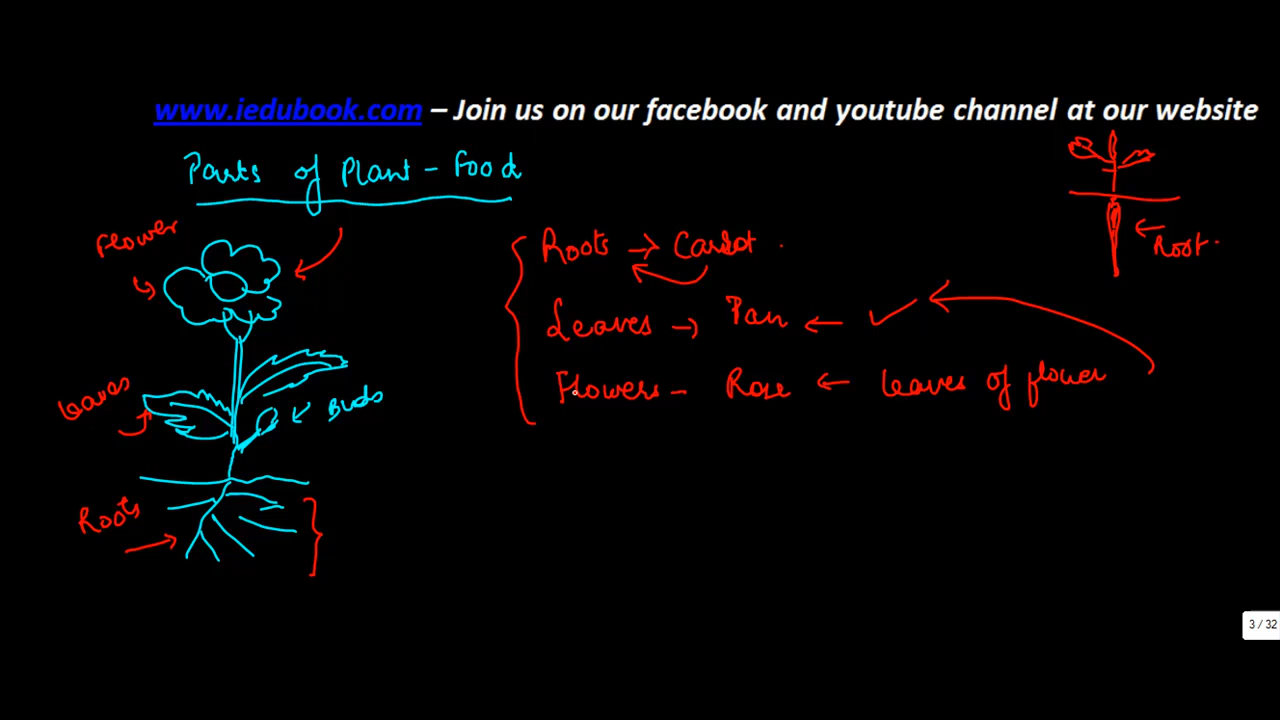 www.iedubook.com – Join us on our facebook and youtube channel at our website
Parts of Plant - Food
Flower
Leaves
Buds
Roots
Roots → Carrot.
Leaves → Pan ← ✓
Flowers - Rose ← leaves of flower
← Root.
3 / 32